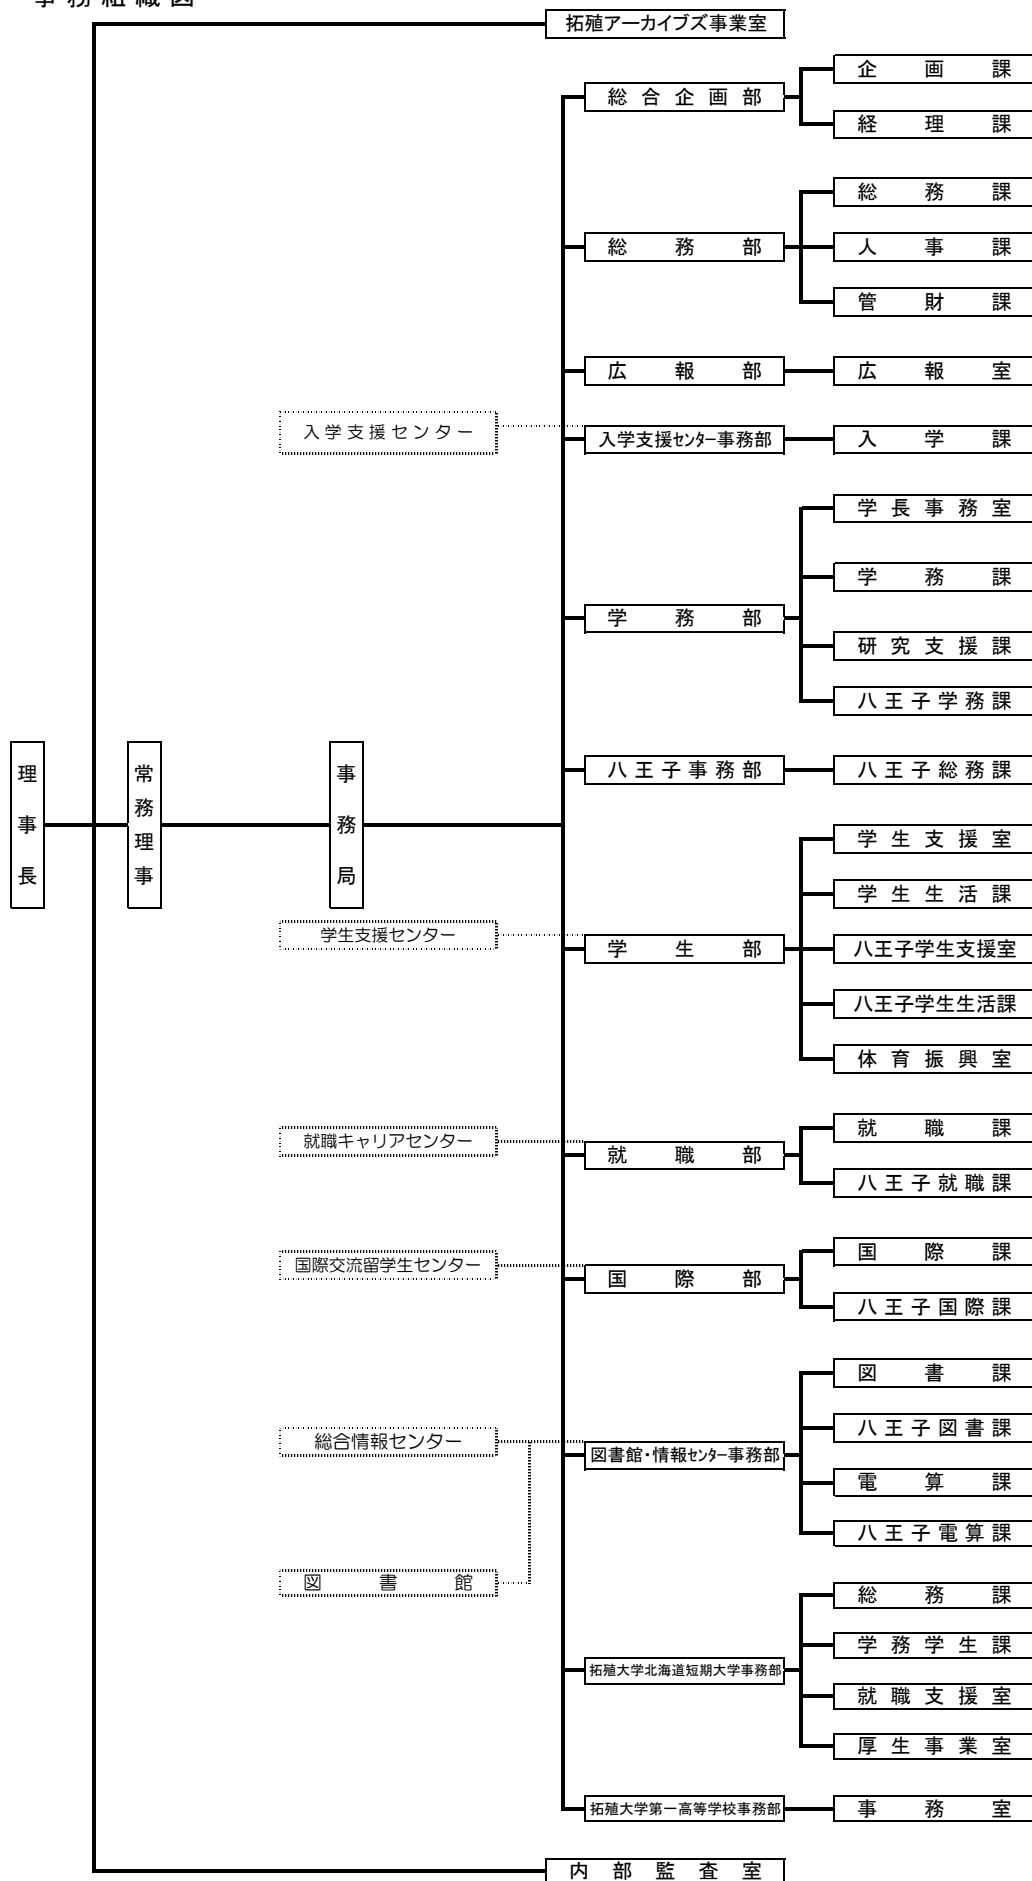 事務組織図
拓殖アーカイブズ事業室
総合企画部
企画課
経理課
総務部
総務課
人事課
管財課
広報部
広報室
入学支援センター
入学支援センター事務部
入学課
学務部
学長事務室
学務課
研究支援課
八王子学務課
理事長
常務理事
事務局
八王子事務部
八王子総務課
学生支援センター
学生部
学生支援室
学生生活課
八王子学生支援室
八王子学生生活課
体育振興室
就職キャリアセンター
就職部
就職課
八王子就職課
国際交流留学生センター
国際部
国際課
八王子国際課
総合情報センター
図書館
図書館・情報センター事務部
図書課
八王子図書課
電算課
八王子電算課
拓殖大学北海道短期大学事務部
総務課
学務学生課
就職支援室
厚生事業室
拓殖大学第一高等学校事務部
事務室
内部監査室